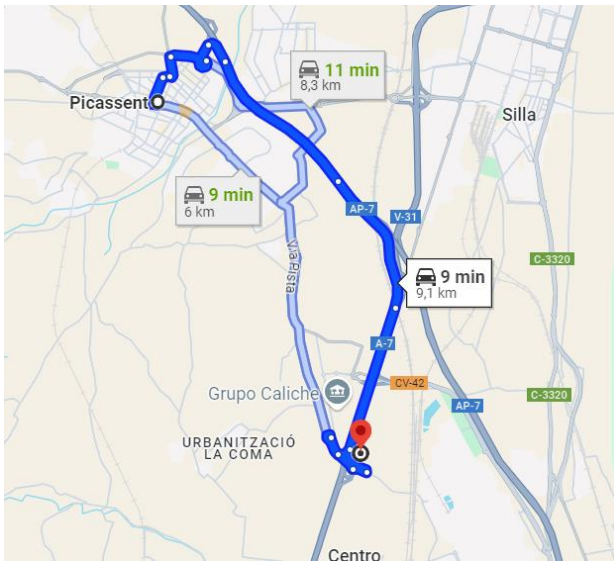 11 min
8,3 km
Picassent
Silla
9 min
6 km
AP-7
V-31
Vía Pista
9 min
9,1 km
C-3320
A-7
CV-42
Grupo Caliche
C-3320
AP-7
URBANITZACIÓ
LA COMA
Centro